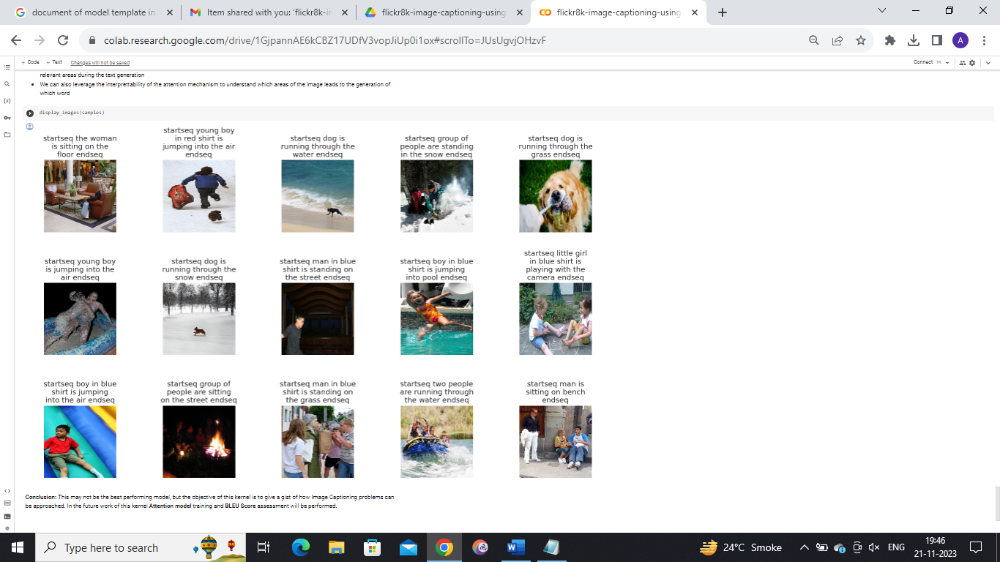 document of model template in
Item shared with you: 'flickr8k-in
flickr8k-image-captioning-using
flickr8k-image-captioning-using
colab.research.google.com/drive/1GjpannAE6kCBZ17UDfV3vopJiUp0i1ox#scrollTo=JUsUgvjOHzvF
A
+ Code + Text Changes will not be saved
Connect T4
relevant areas during the text generation
• We can also leverage the interprettability of the attention mechanism to understand which areas of the image leads to the generation of
which word
display_images(samples)
startseq the woman
is sitting on the
floor endseq
startseq young boy
in red shirt is
jumping into the air
endseq
startseq dog is
running through the
water endseq
startseq group of
people are standing
in the snow endseq
startseq dog is
running through the
grass endseq
startseq young boy
is jumping into the
air endseq
startseq dog is
running through the
snow endseq
startseq man in blue
shirt is standing on
the street endseq
startseq boy in blue
shirt is jumping
into pool endseq
startseq little girl
in blue shirt is
playing with the
camera endseq
startseq boy in blue
shirt is jumping
into the air endseq
startseq group of
people are sitting
on the street endseq
startseq man in blue
shirt is standing on
the grass endseq
startseq two people
are running through
the water endseq
startseq man is
sitting on bench
endseq
Conclusion: This may not be the best performing model, but the objective of this kernel is to give a gist of how Image Captioning problems can
be approached. In the future work of this kernel Attention model training and BLEU Score assessment will be performed.
Type here to search
24°C Smoke
ENG
19:46
21-11-2023